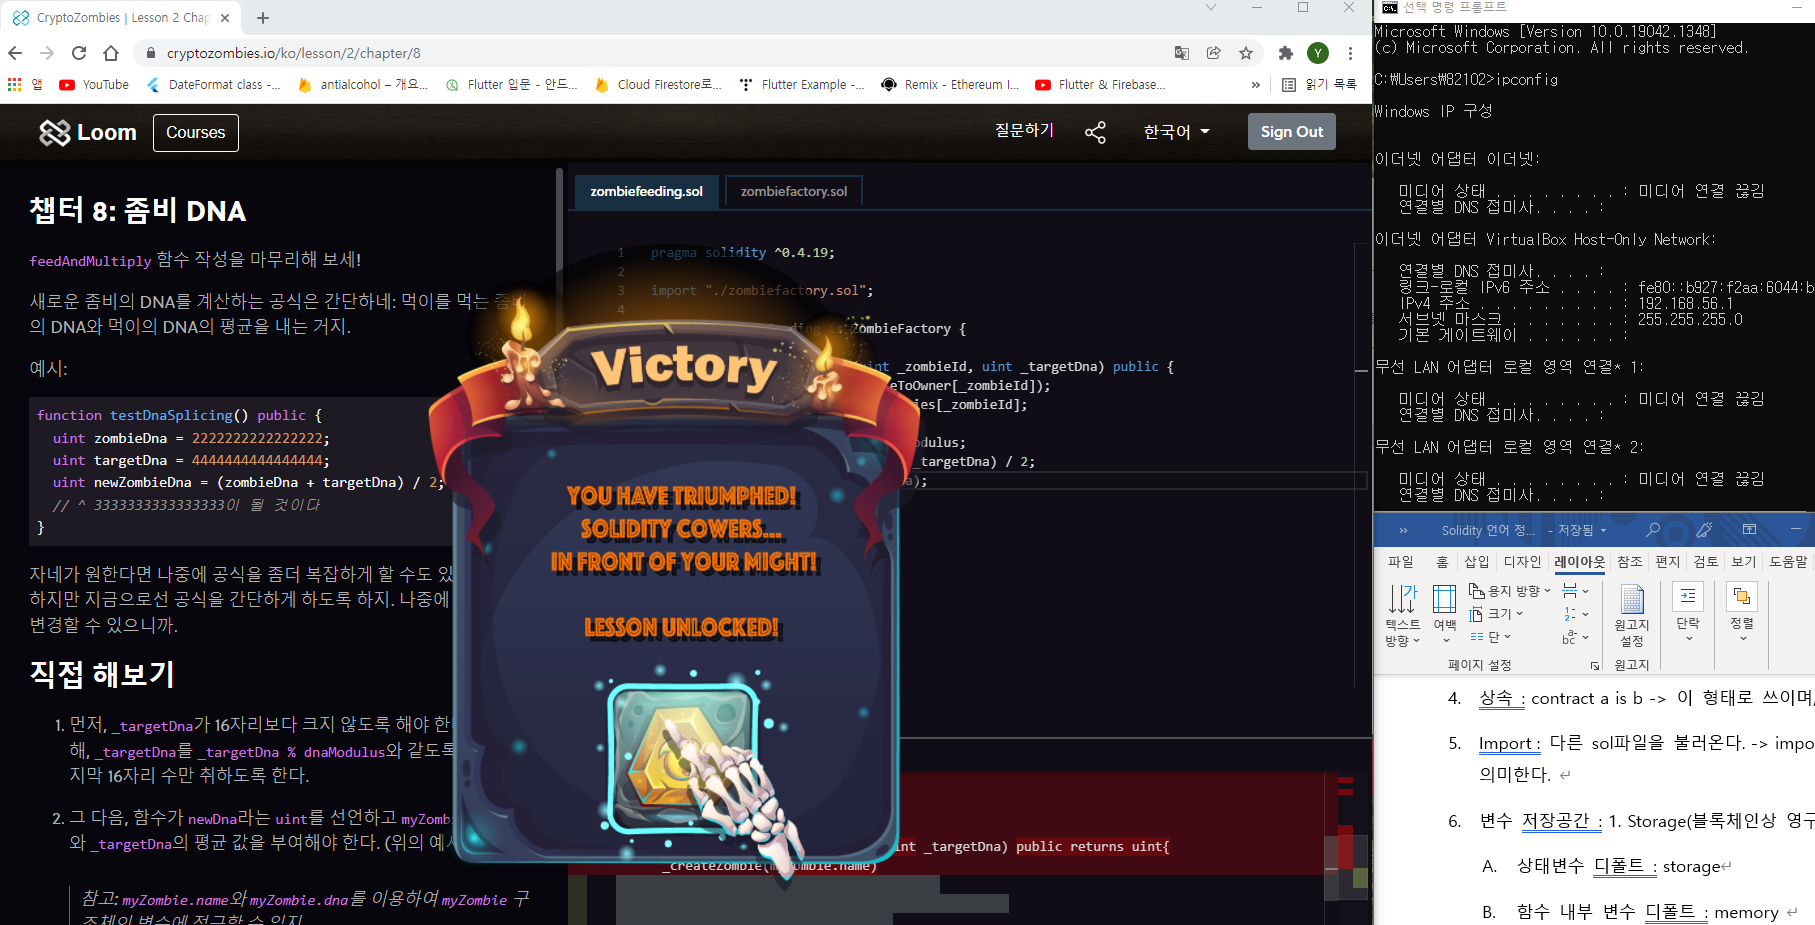 CryptoZombies | Lesson 2 Chap
cryptozombies.io/ko/lesson/2/chapter/8
Y
앱
YouTube
DateFormat class -...
antialcohol – 개요...
Flutter 입문 - 안드...
Cloud Firestore로...
Flutter Example -...
Remix - Ethereum I...
Flutter & Firebase...
»
읽기 목록
Loom
Courses
질문하기
한국어
Sign Out
챕터 8: 좀비 DNA
feedAndMultiply 함수 작성을 마무리해 보세!
새로운 좀비의 DNA를 계산하는 공식은 간단하네: 먹이를 먹는 좀비
의 DNA와 먹이의 DNA의 평균을 내는 거지.
예시:
function testDnaSplicing() public {
uint zombieDna = 2222222222222222;
uint targetDna = 4444444444444444;
uint newZombieDna = (zombieDna + targetDna) / 2;
// ^ 3333333333333333이 될 것이다
}
자네가 원한다면 나중에 공식을 좀더 복잡하게 할 수도 있
하지만 지금으로선 공식을 간단하게 하도록 하지. 나중에
변경할 수 있으니까.
직접 해보기
1. 먼저, _targetDna가 16자리보다 크지 않도록 해야 한
해, _targetDna를 _targetDna % dnaModulus와 같도록
지막 16자리 수만 취하도록 한다.
2. 그 다음, 함수가 newDna라는 uint를 선언하고 myZomb
와 _targetDna의 평균 값을 부여해야 한다. (위의 예시
참고: myZombie.name와 myZombie.dna를 이용하여 myZombie 구
조체의 변수에 접근할 수 있지
zombiefeeding.sol
zombiefactory.sol
1 pragma solidity ^0.4.19;
2
3 import "./zombiefactory.sol";
4
ding is ZombieFactory {
int _zombieId, uint _targetDna) public {
eToOwner[_zombieId]);
ies[_zombieId];
dulus;
_targetDna) / 2;
a);
Victory
YOU HAVE TRIUMPHED!
SOLIDITY COWERS...
IN FRONT OF YOUR MIGHT!
LESSON UNLOCKED!
int _targetDna) public returns uint{
_createZombie(myZombie.name)
선택 명령 프롬프트
Microsoft Windows [Version 10.0.19042.1348]
(c) Microsoft Corporation. All rights reserved.
C:₩Users₩82102>ipconfig
Windows IP 구성
이더넷 어댑터 이더넷:
미디어 상태 . . . . . . . . : 미디어 연결 끊김
연결별 DNS 접미사. . . . :
이더넷 어댑터 VirtualBox Host-Only Network:
연결별 DNS 접미사. . . . :
링크-로컬 IPv6 주소 . . . . : fe80::b927:f2aa:6044:b
IPv4 주소 . . . . . . . . . : 192.168.56.1
서브넷 마스크 . . . . . . . : 255.255.255.0
기본 게이트웨이 . . . . . . :
무선 LAN 어댑터 로컬 영역 연결* 1:
미디어 상태 . . . . . . . . : 미디어 연결 끊김
연결별 DNS 접미사. . . . :
무선 LAN 어댑터 로컬 영역 연결* 2:
미디어 상태 . . . . . . . . : 미디어 연결 끊김
연결별 DNS 접미사. . . . :
» Solidity 언어 정... - 저장됨
파일 홈 삽입 디자인 레이아웃 참조 편지 검토 보기 도움말
텍스트 방향
여백
용지 방향
크기
단
원고지 설정
단락
정렬
페이지 설정
원고지
4. 상속 : contract a is b -> 이 형태로 쓰이며,
5. Import : 다른 sol파일을 불러온다. -> impo
의미한다.
6. 변수 저장공간 : 1. Storage(블록체인상 영구
A. 상태변수 디폴트 : storage
B. 함수 내부 변수 디폴트 : memory